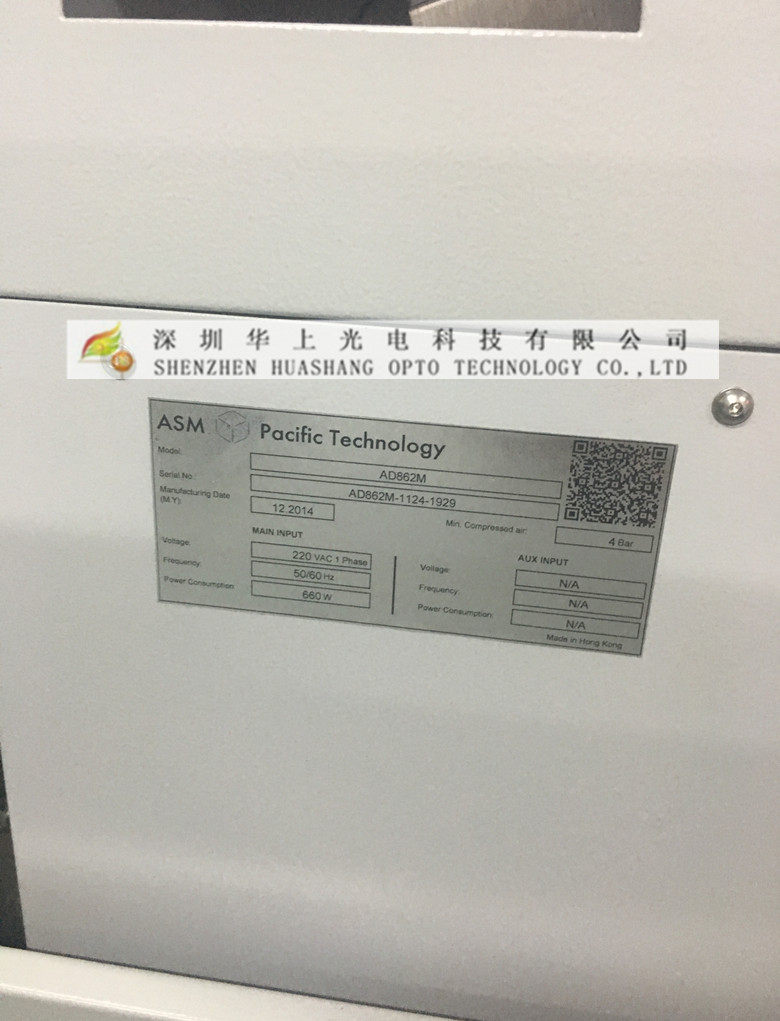 深圳华上光电科技有限公司
SHENZHEN HUASHANG OPTO TECHNOLOGY CO.,LTD
ASM Pacific Technology
Model: AD862M
Serial No: AD862M-1124-1929
Manufacturing Date (M.Y): 12.2014
Min. Compressed air: 4 Bar
MAIN INPUT
Voltage: 220 VAC 1 Phase
Frequency: 50/60 Hz
Power Consumption: 660 W
AUX INPUT
Voltage: N/A
Frequency: N/A
Power Consumption: N/A
Made in Hong Kong